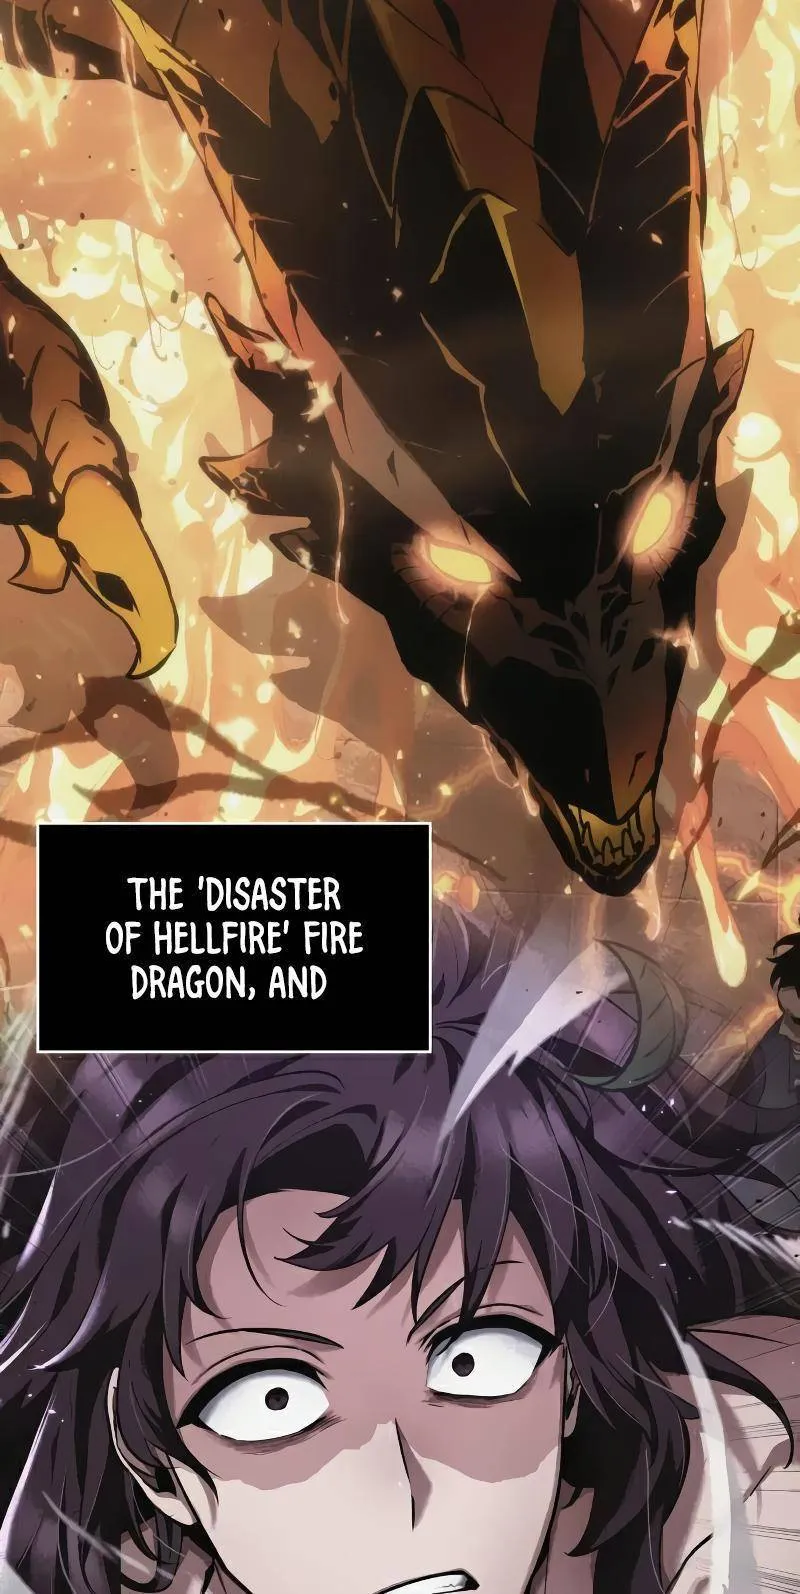 THE 'DISASTER
OF HELLFIRE' FIRE
DRAGON, AND